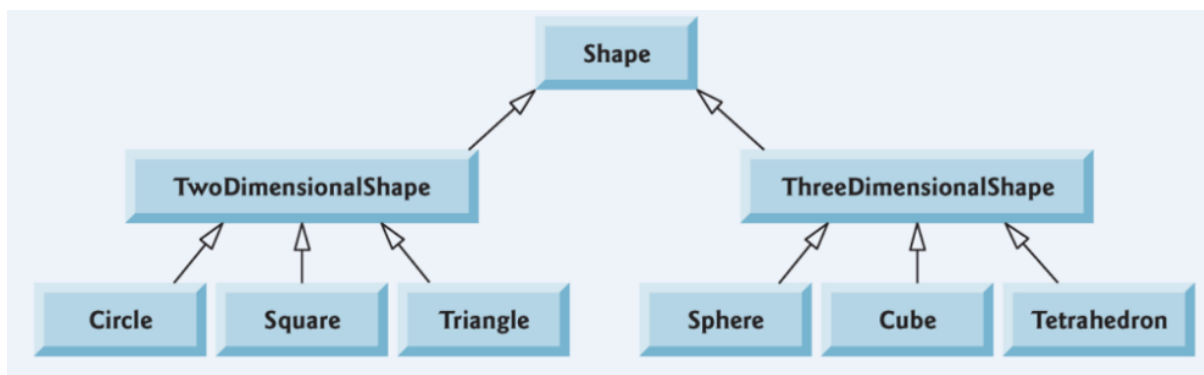 Shape
TwoDimensionalShape
ThreeDimensionalShape
Circle
Square
Triangle
Sphere
Cube
Tetrahedron